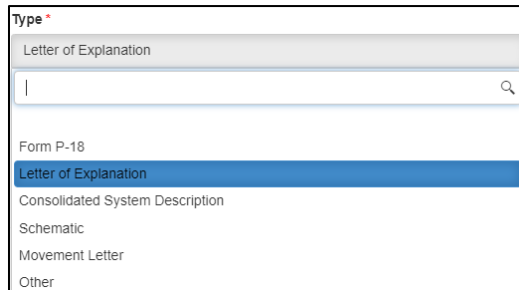 Type *
Letter of Explanation
Form P-18
Letter of Explanation
Consolidated System Description
Schematic
Movement Letter
Other